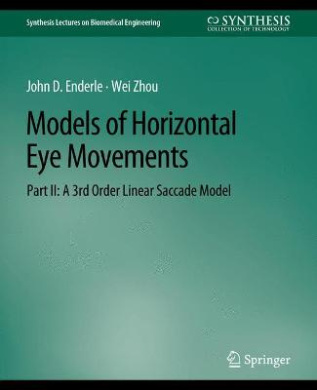 Synthesis Lectures on Biomedical Engineering
SYNTHESIS
COLLECTION OF TECHNOLOGY
John D. Enderle · Wei Zhou
Models of Horizontal
Eye Movements
Part II: A 3rd Order Linear Saccade Model
Springer